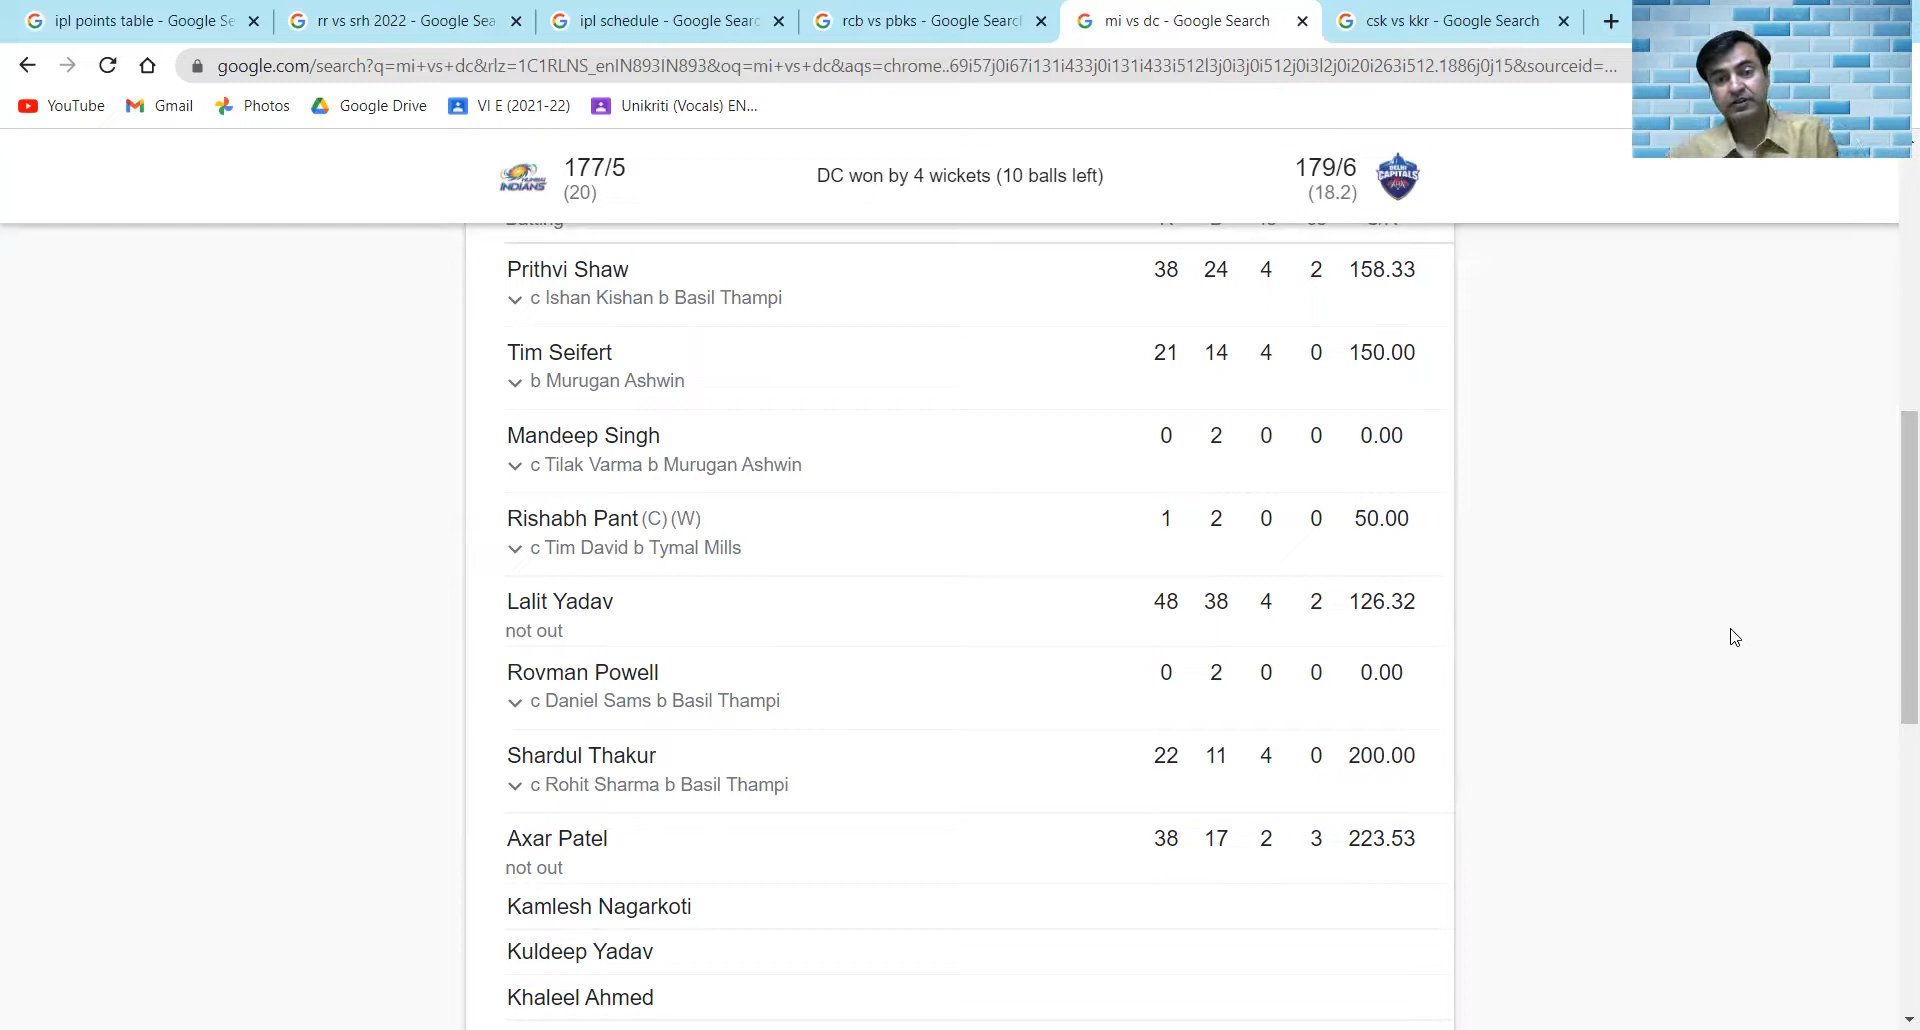 ipl points table - Google Se
rr vs srh 2022 - Google Sea
ipl schedule - Google Searc
rcb vs pbks - Google Search
mi vs dc - Google Search
csk vs kkr - Google Search
google.com/search?q=mi+vs+dc&rlz=1C1RLNS_enIN893IN893&oq=mi+vs+dc&aqs=chrome..69i57j0i67i131i433j0i131i433i512l3j0i3j0i512j0i3l2j0i20i263i512.1886j0j15&sourceid=...
YouTube Gmail Photos Google Drive VI E (2021-22) Unikriti (Vocals) EN...
MUMBAI INDIANS 177/5 DC won by 4 wickets (10 balls left) 179/6 DELHI CAPITALS
(20) (18.2)
Batting
Prithvi Shaw 38 24 4 2 158.33
c Ishan Kishan b Basil Thampi
Tim Seifert 21 14 4 0 150.00
b Murugan Ashwin
Mandeep Singh 0 2 0 0 0.00
c Tilak Varma b Murugan Ashwin
Rishabh Pant (C) (W) 1 2 0 0 50.00
c Tim David b Tymal Mills
Lalit Yadav 48 38 4 2 126.32
not out
Rovman Powell 0 2 0 0 0.00
c Daniel Sams b Basil Thampi
Shardul Thakur 22 11 4 0 200.00
c Rohit Sharma b Basil Thampi
Axar Patel 38 17 2 3 223.53
not out
Kamlesh Nagarkoti
Kuldeep Yadav
Khaleel Ahmed